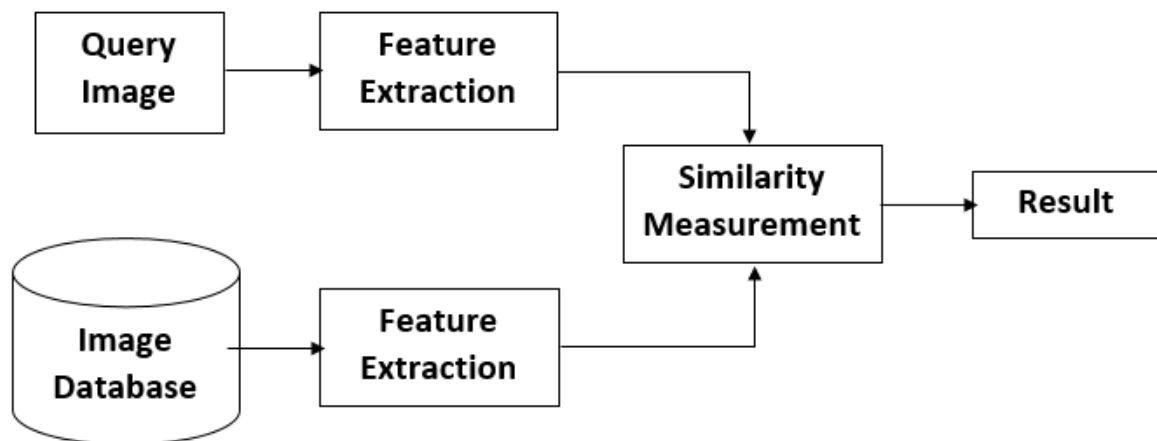 Query
Image
Feature
Extraction
Similarity
Measurement
Result
Image
Database
Feature
Extraction